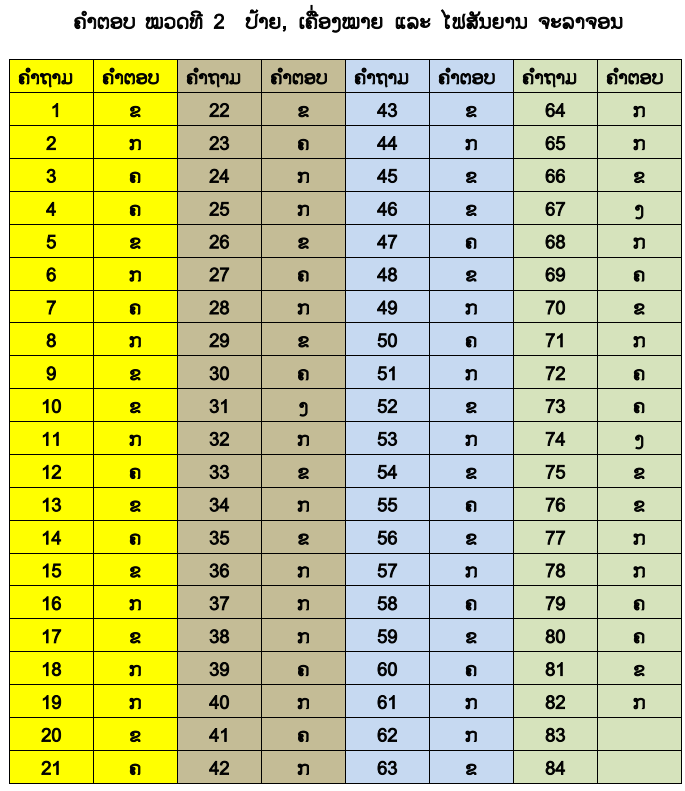 ຄຳຕອບ ໝວດທີ 2 ປ້າຍ, ເຄື່ອງໝາຍ ແລະ ໄຟສັນຍານ ຈະລາຈອນ
ຄຳຖາມ ຄຳຕອບ ຄຳຖາມ ຄຳຕອບ ຄຳຖາມ ຄຳຕອບ ຄຳຖາມ ຄຳຕອບ
1 ຂ 22 ຂ 43 ຂ 64 ກ
2 ກ 23 ຄ 44 ກ 65 ກ
3 ຄ 24 ກ 45 ຂ 66 ຂ
4 ຄ 25 ກ 46 ຂ 67 ງ
5 ຂ 26 ຂ 47 ຄ 68 ກ
6 ກ 27 ຄ 48 ຂ 69 ຄ
7 ຄ 28 ກ 49 ກ 70 ຂ
8 ກ 29 ຂ 50 ຄ 71 ກ
9 ຂ 30 ຄ 51 ກ 72 ຄ
10 ຂ 31 ງ 52 ຂ 73 ຄ
11 ກ 32 ກ 53 ກ 74 ງ
12 ຄ 33 ຂ 54 ຂ 75 ຂ
13 ຂ 34 ກ 55 ຄ 76 ຂ
14 ຄ 35 ຂ 56 ຂ 77 ກ
15 ຂ 36 ກ 57 ກ 78 ກ
16 ກ 37 ກ 58 ຄ 79 ຄ
17 ຂ 38 ກ 59 ຂ 80 ຄ
18 ກ 39 ຄ 60 ຄ 81 ຂ
19 ກ 40 ກ 61 ກ 82 ກ
20 ຂ 41 ຄ 62 ກ 83
21 ຄ 42 ກ 63 ຂ 84